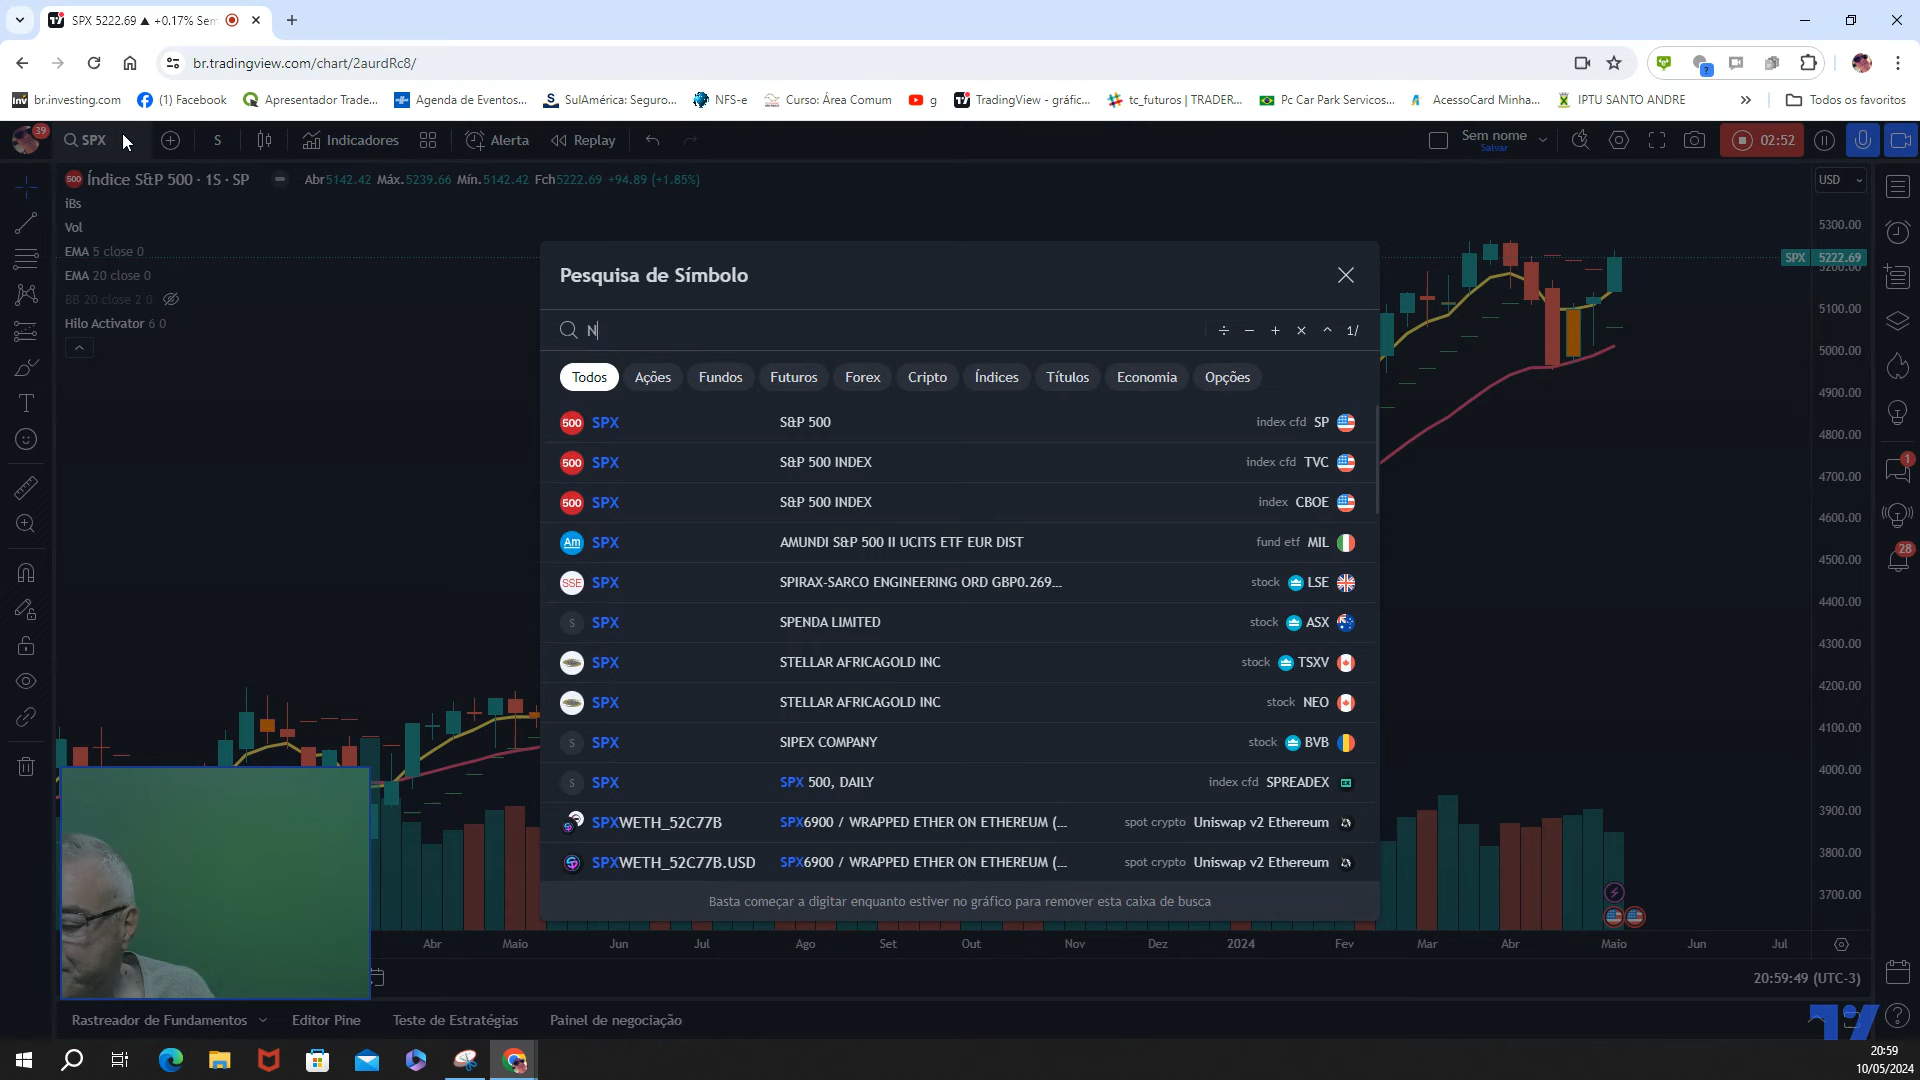 SPX 5222.69 ▲ +0.17% Sem
br.tradingview.com/chart/2aurdRc8/
Inv br.investing.com
(1) Facebook
Apresentador Trade...
Agenda de Eventos...
SulAmérica: Seguro...
NFS-e
Curso: Área Comum
g
TradingView - gráfic...
tc_futuros | TRADER...
Pc Car Park Servicos...
AcessoCard Minha...
IPTU SANTO ANDRE
Todos os favoritos
39
SPX
S
Indicadores
Alerta
Replay
Sem nome
Salvar
02:52
500 Índice S&P 500 · 1S · SP
Abr5142.42 Máx.5239.66 Mín.5142.42 Fch5222.69 +94.89 (+1.85%)
USD
iBs
Vol
EMA 5 close 0
EMA 20 close 0
BB 20 close 2 0
Hilo Activator 6 0
Pesquisa de Símbolo
N
÷ − + × ^ 1/
Todos Ações Fundos Futuros Forex Cripto Índices Títulos Economia Opções
500 SPX S&P 500 index cfd SP
500 SPX S&P 500 INDEX index cfd TVC
500 SPX S&P 500 INDEX index CBOE
Am SPX AMUNDI S&P 500 II UCITS ETF EUR DIST fund etf MIL
SSE SPX SPIRAX-SARCO ENGINEERING ORD GBP0.269... stock LSE
S SPX SPENDA LIMITED stock ASX
SPX STELLAR AFRICAGOLD INC stock TSXV
SPX STELLAR AFRICAGOLD INC stock NEO
S SPX SIPEX COMPANY stock BVB
S SPX SPX 500, DAILY index cfd SPREADEX
SPXWETH_52C77B SPX6900 / WRAPPED ETHER ON ETHEREUM (... spot crypto Uniswap v2 Ethereum
SPXWETH_52C77B.USD SPX6900 / WRAPPED ETHER ON ETHEREUM (... spot crypto Uniswap v2 Ethereum
Basta começar a digitar enquanto estiver no gráfico para remover esta caixa de busca
5300.00
SPX 5222.69
5200.00
5100.00
5000.00
4900.00
4800.00
4700.00
4600.00
4500.00
4400.00
4300.00
4200.00
4100.00
4000.00
3900.00
3800.00
3700.00
1
28
Abr Maio Jun Jul Ago Set Out Nov Dez 2024 Fev Mar Abr Maio Jun Jul
20:59:49 (UTC-3)
Rastreador de Fundamentos
Editor Pine
Teste de Estratégias
Painel de negociação
20:59
10/05/2024